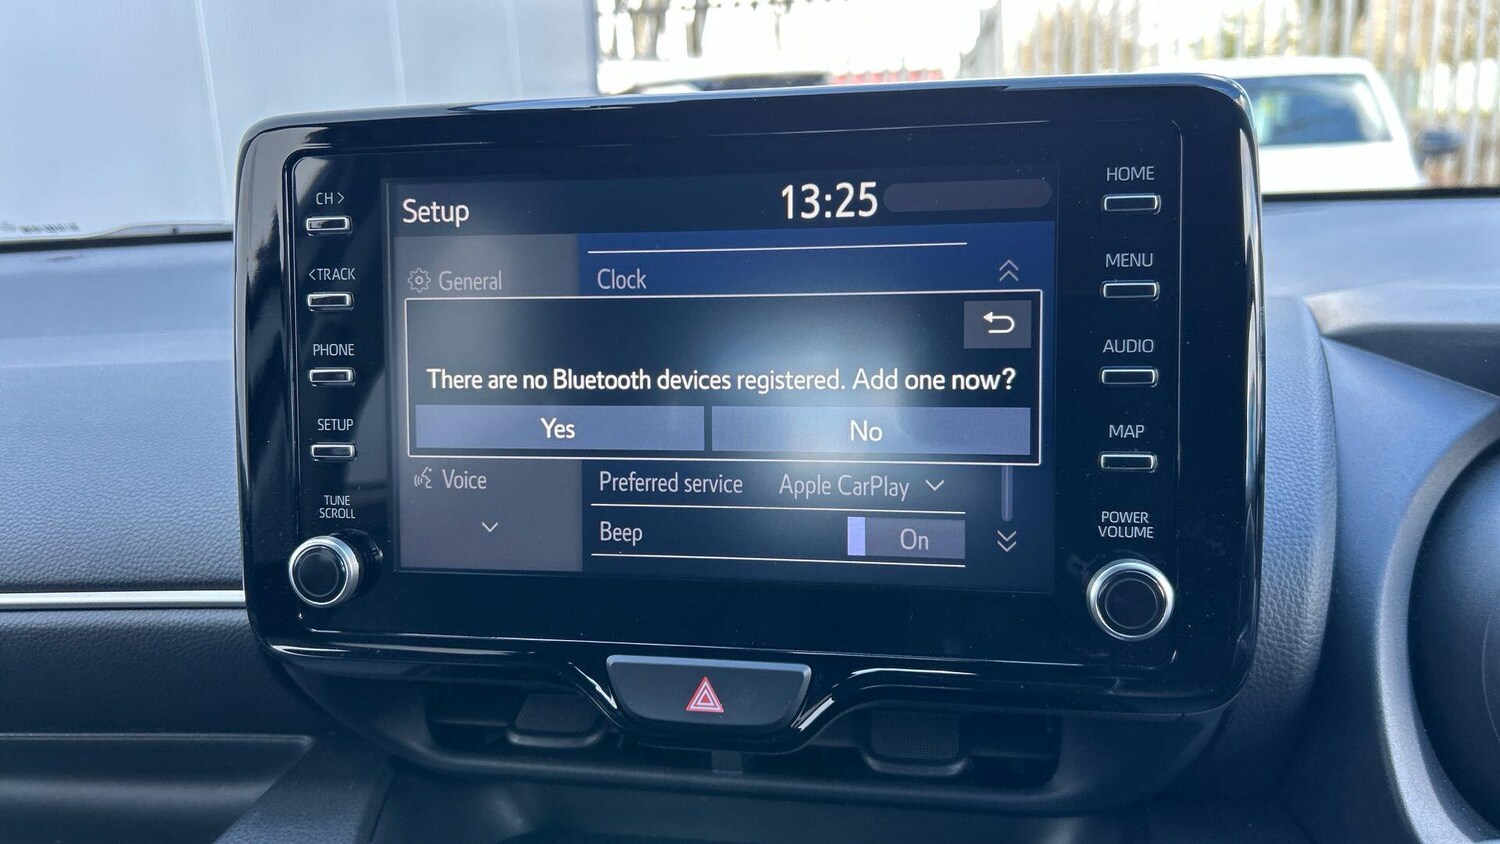 CH >
<TRACK
PHONE
SETUP
TUNE
SCROLL
Setup
13:25
General
Clock
There are no Bluetooth devices registered. Add one now?
Yes
No
Voice
Preferred service Apple CarPlay
Beep
On
HOME
MENU
AUDIO
MAP
POWER
VOLUME